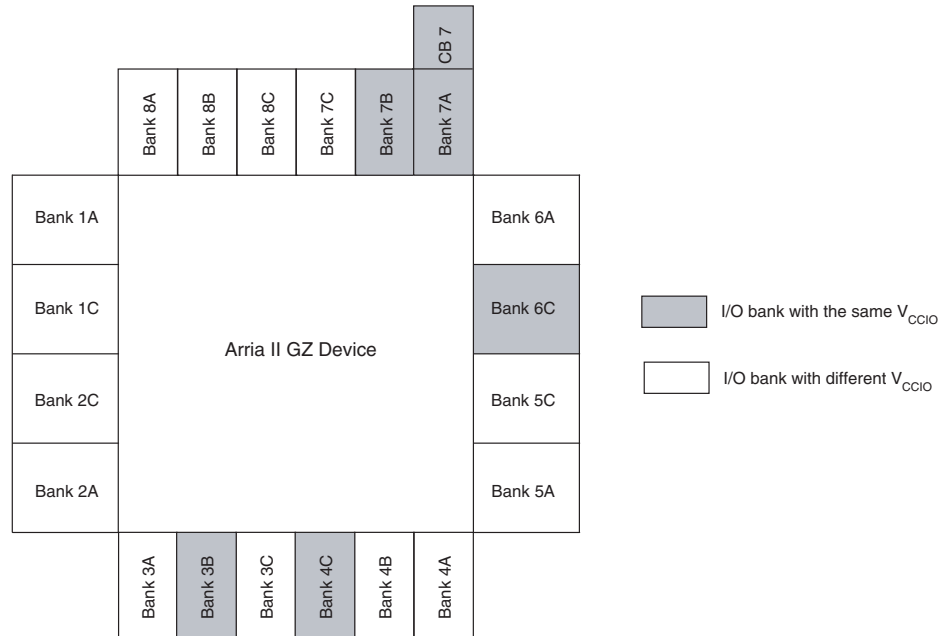 CB 7
Bank 8A
Bank 8B
Bank 8C
Bank 7C
Bank 7B
Bank 7A
Bank 1A
Bank 6A
Bank 1C
Bank 6C
I/O bank with the same VCCIO
Arria II GZ Device
I/O bank with different VCCIO
Bank 2C
Bank 5C
Bank 2A
Bank 5A
Bank 3A
Bank 3B
Bank 3C
Bank 4C
Bank 4B
Bank 4A